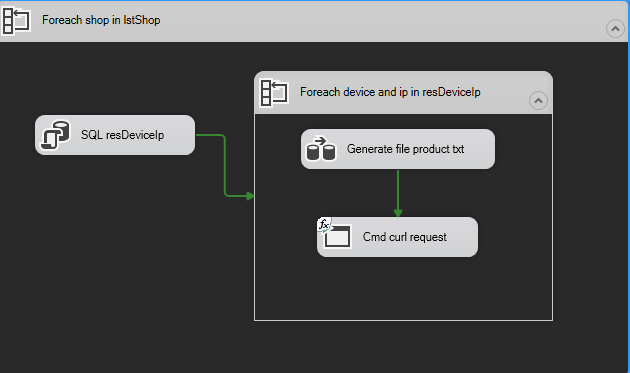 Foreach shop in lstShop
Foreach device and ip in resDeviceIp
SQL resDeviceIp
Generate file product txt
fx
Cmd curl request